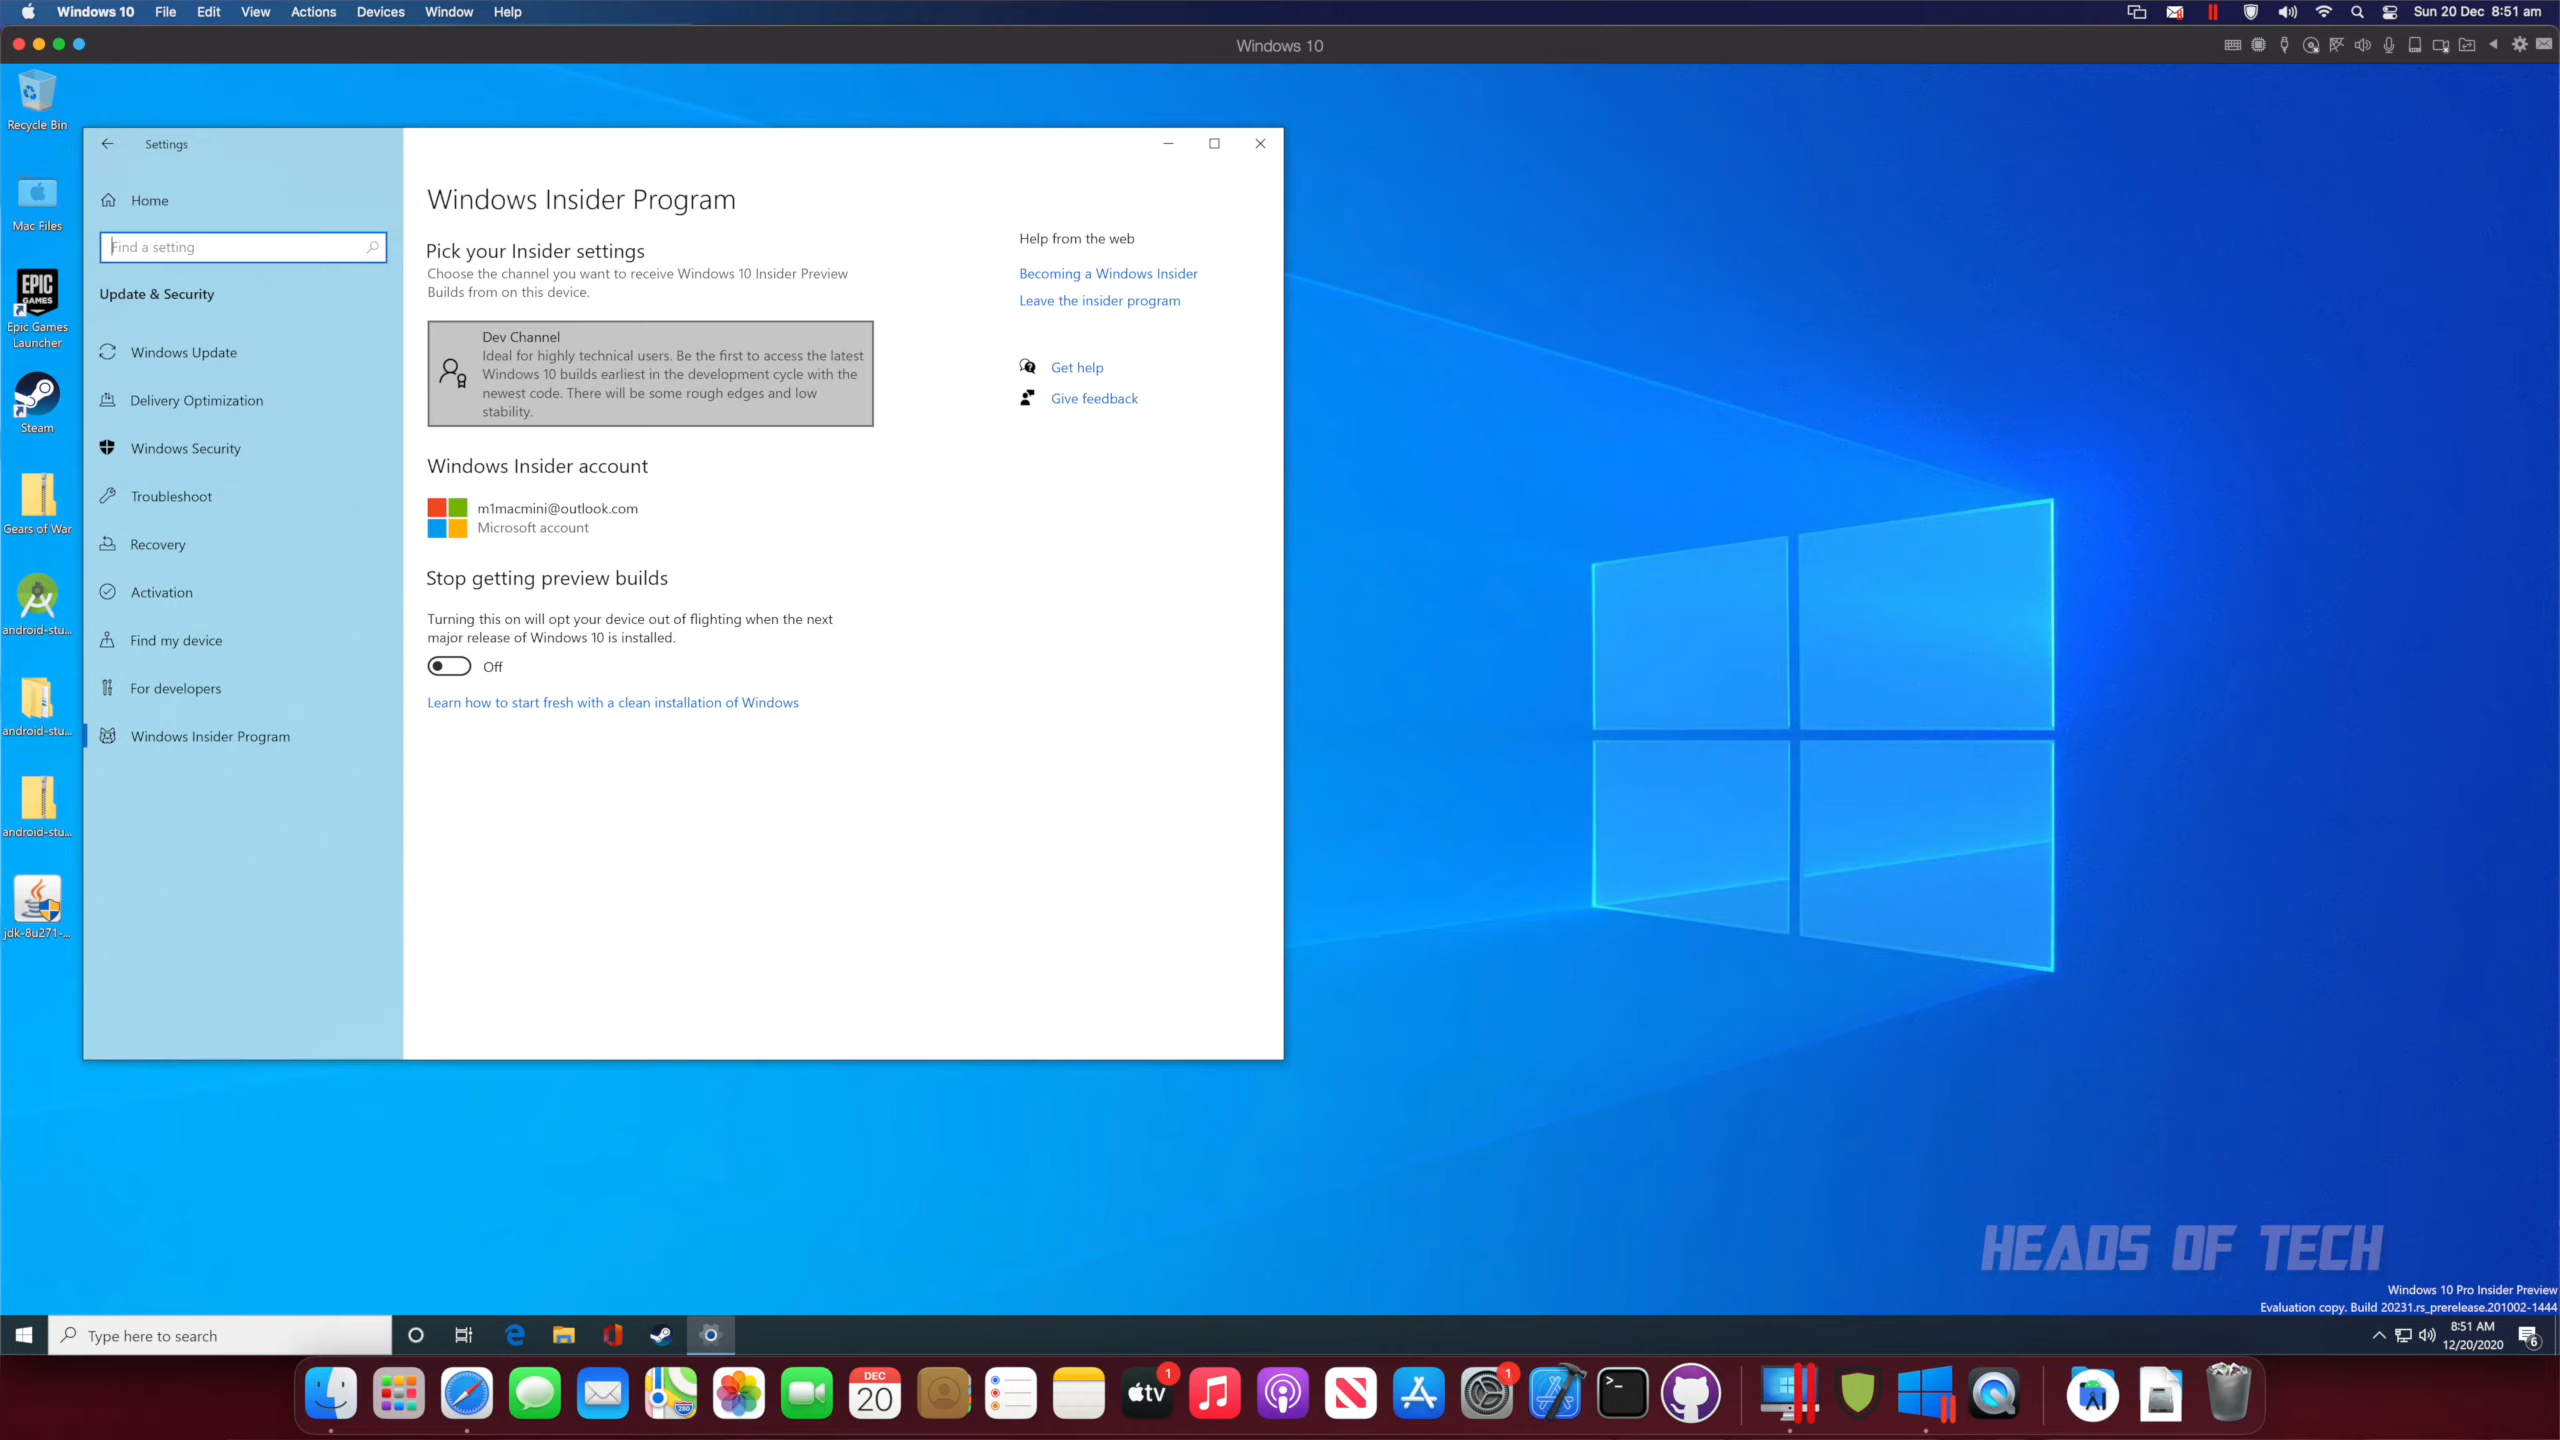 Windows 10 File Edit View Actions Devices Window Help
Sun 20 Dec 8:51 am
Windows 10
Recycle Bin
Mac Files
EPIC
GAMES
Epic Games
Launcher
Steam
Gears of War
android-stu...
android-stu...
android-stu...
jdk-8u271-...
Settings
Home
Find a setting
Update & Security
Windows Update
Delivery Optimization
Windows Security
Troubleshoot
Recovery
Activation
Find my device
For developers
Windows Insider Program
Windows Insider Program
Pick your Insider settings
Choose the channel you want to receive Windows 10 Insider Preview
Builds from on this device.
Dev Channel
Ideal for highly technical users. Be the first to access the latest
Windows 10 builds earliest in the development cycle with the
newest code. There will be some rough edges and low
stability.
Windows Insider account
m1macmini@outlook.com
Microsoft account
Stop getting preview builds
Turning this on will opt your device out of flighting when the next
major release of Windows 10 is installed.
Off
Learn how to start fresh with a clean installation of Windows
Help from the web
Becoming a Windows Insider
Leave the insider program
Get help
Give feedback
HEADS OF TECH
Windows 10 Pro Insider Preview
Evaluation copy. Build 20231.rs_prerelease.201002-1444
Type here to search
8:51 AM
12/20/2020
6
DEC
20
280
tv
1
1